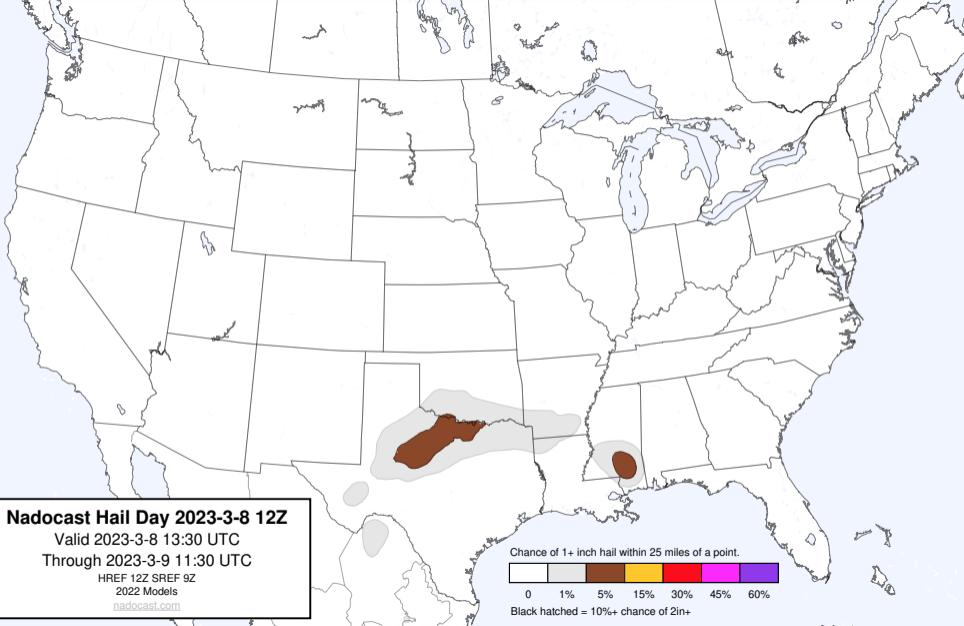 Nadocast Hail Day 2023-3-8 12Z
Valid 2023-3-8 13:30 UTC
Through 2023-3-9 11:30 UTC
HREF 12Z SREF 9Z
2022 Models
nadocast.com
Chance of 1+ inch hail within 25 miles of a point.
0 1% 5% 15% 30% 45% 60%
Black hatched = 10%+ chance of 2in+